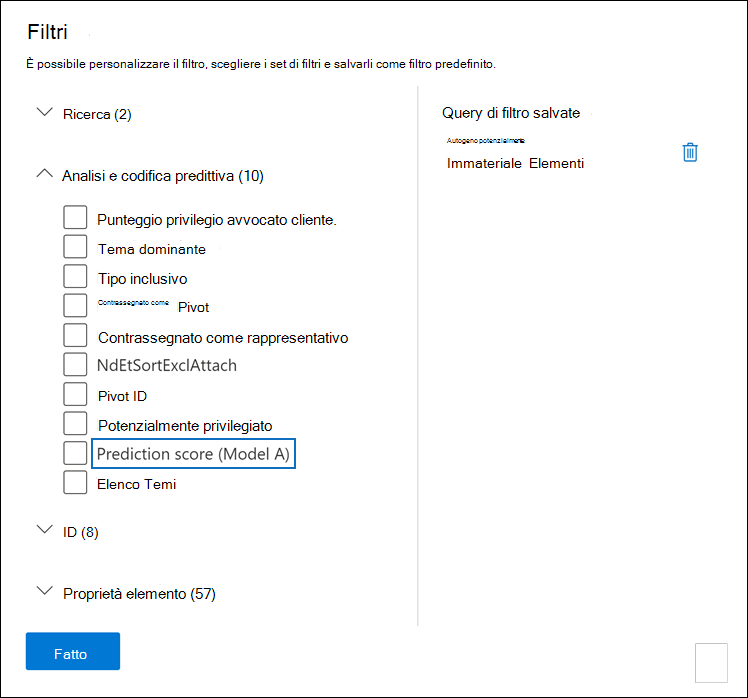 Filtri
È possibile personalizzare il filtro, scegliere i set di filtri e salvarli come filtro predefinito.
Ricerca (2)
Analisi e codifica predittiva (10)
Punteggio privilegio avvocato cliente.
Tema dominante
Tipo inclusivo
Contrassegnato come Pivot
Contrassegnato come rappresentativo
NdEtSortExclAttach
Pivot ID
Potenzialmente privilegiato
Prediction score (Model A)
Elenco Temi
ID (8)
Proprietà elemento (57)
Query di filtro salvate
Autogeno potenzialmente
Immateriale Elementi
Fatto